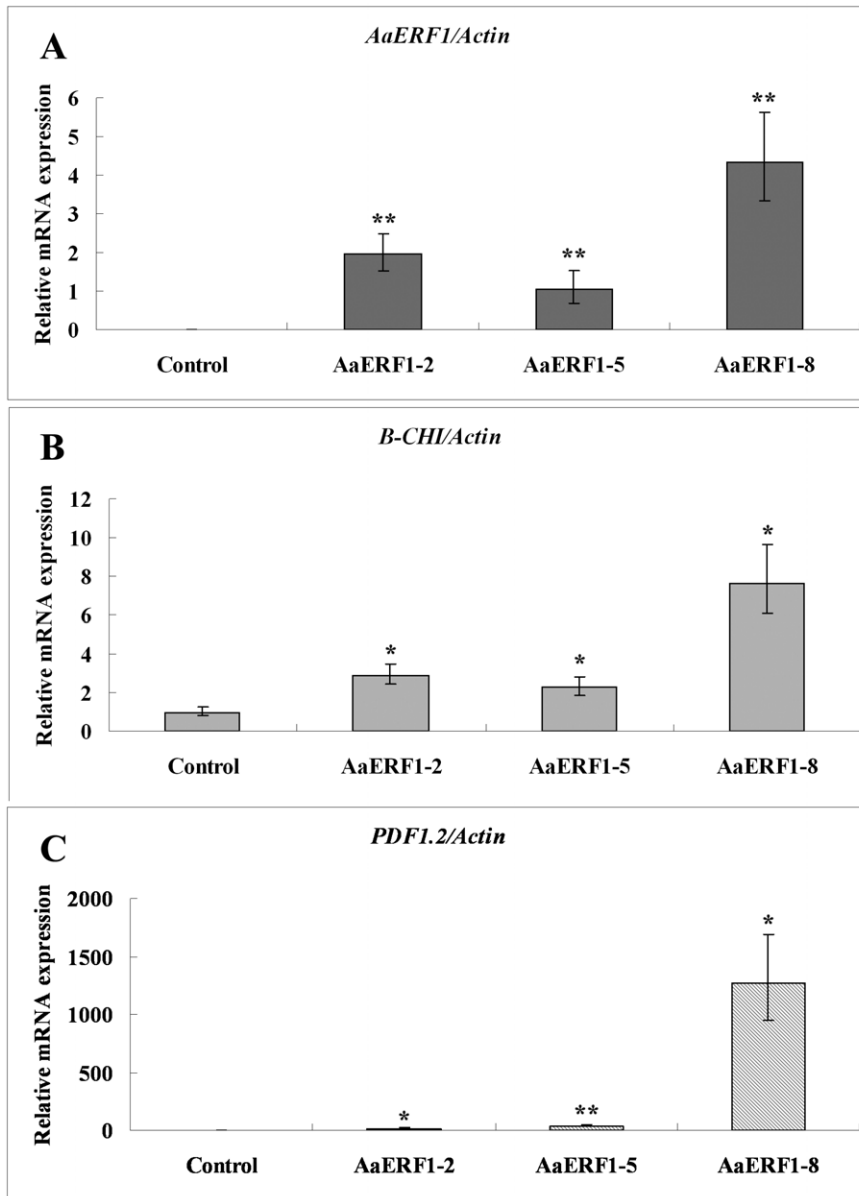 A
AaERF1/Actin
Relative mRNA expression
6
5
4
3
2
1
0
**
**
**
Control AaERF1-2 AaERF1-5 AaERF1-8
B
B-CHI/Actin
Relative mRNA expression
12
10
8
6
4
2
0
*
*
*
Control AaERF1-2 AaERF1-5 AaERF1-8
C
PDF1.2/Actin
Relative mRNA expression
2000
1500
1000
500
0
*
**
*
Control AaERF1-2 AaERF1-5 AaERF1-8